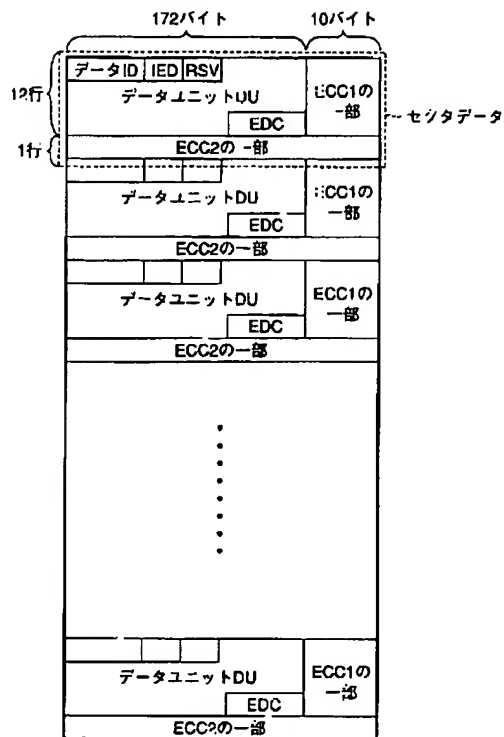 172バイト 10バイト
データID IED RSV
12行
データユニットDU
ECC1の
一部
セクタデータ
EDC
1行
ECC2の一部
データユニットDU
ECC1の
一部
EDC
ECC2の一部
データユニットDU
ECC1の
一部
EDC
ECC2の一部
データユニットDU
ECC1の
一部
EDC
ECC2の一部